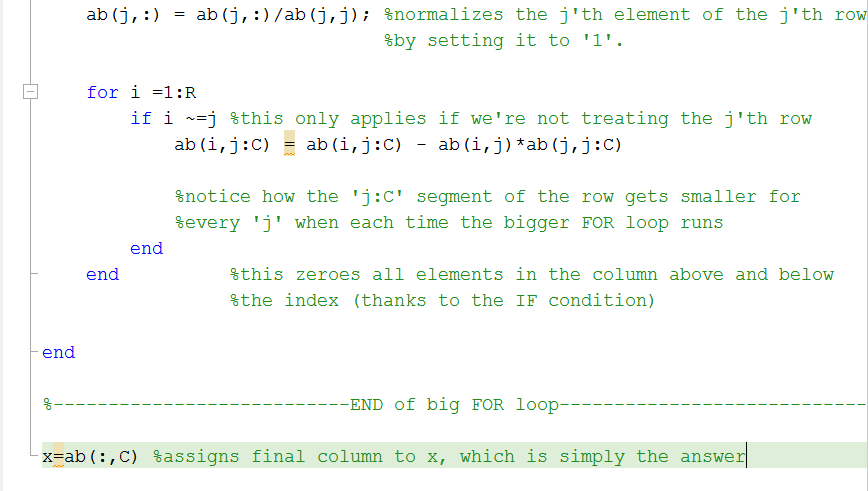 ab(j,:) = ab(j,:)/ab(j,j); %normalizes the j'th element of the j'th row
%by setting it to '1'.
for i =1:R
if i ~=j %this only applies if we're not treating the j'th row
ab(i,j:C) = ab(i,j:C) - ab(i,j)*ab(j,j:C)
%notice how the 'j:C' segment of the row gets smaller for
%every 'j' when each time the bigger FOR loop runs
end
end %this zeroes all elements in the column above and below
%the index (thanks to the IF condition)
end
%---------------------------END of big FOR loop----------------------------
x=ab(:,C) %assigns final column to x, which is simply the answer